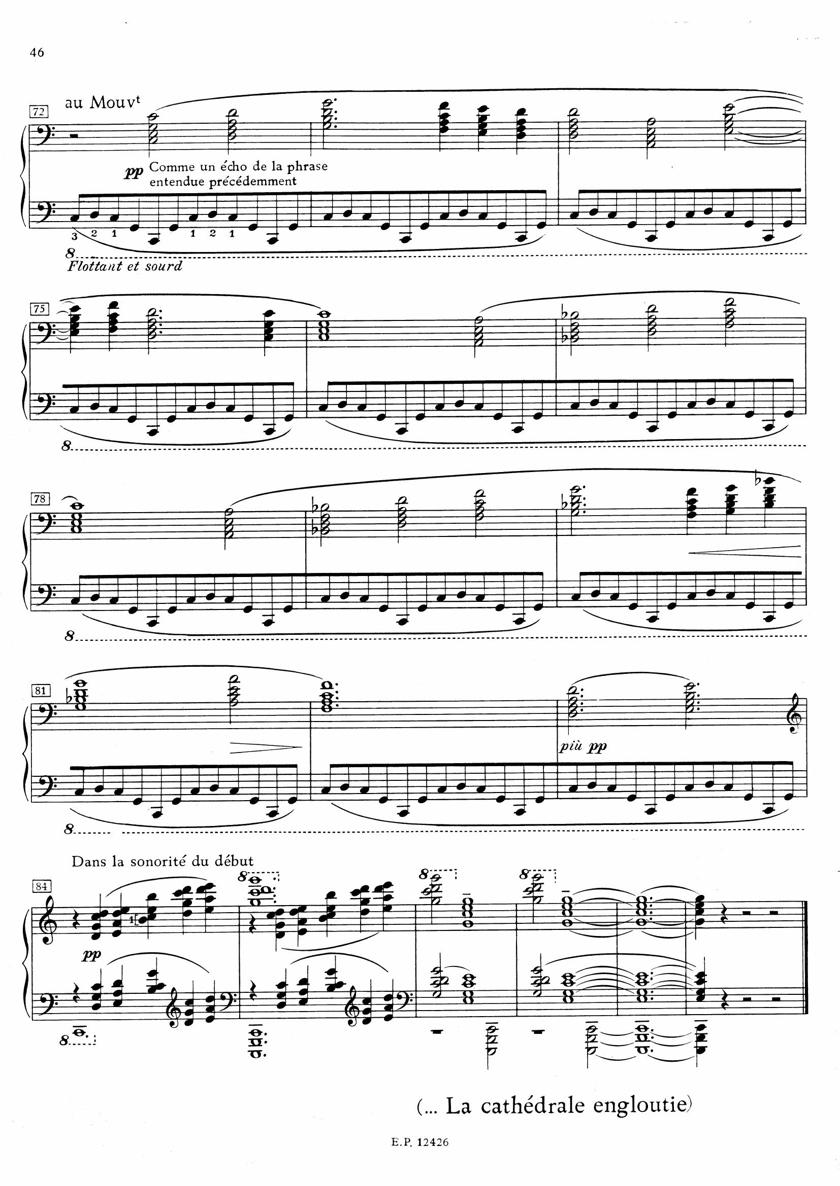 46
72
au Mouvt
pp Comme un écho de la phrase
entendue précédemment
3 2 1 1 2 1
8
Flottant et sourd
75
8
78
8
81
più pp
8
Dans la sonorité du début
84
8 8 8
1
pp
8
(... La cathédrale engloutie)
E.P. 12426